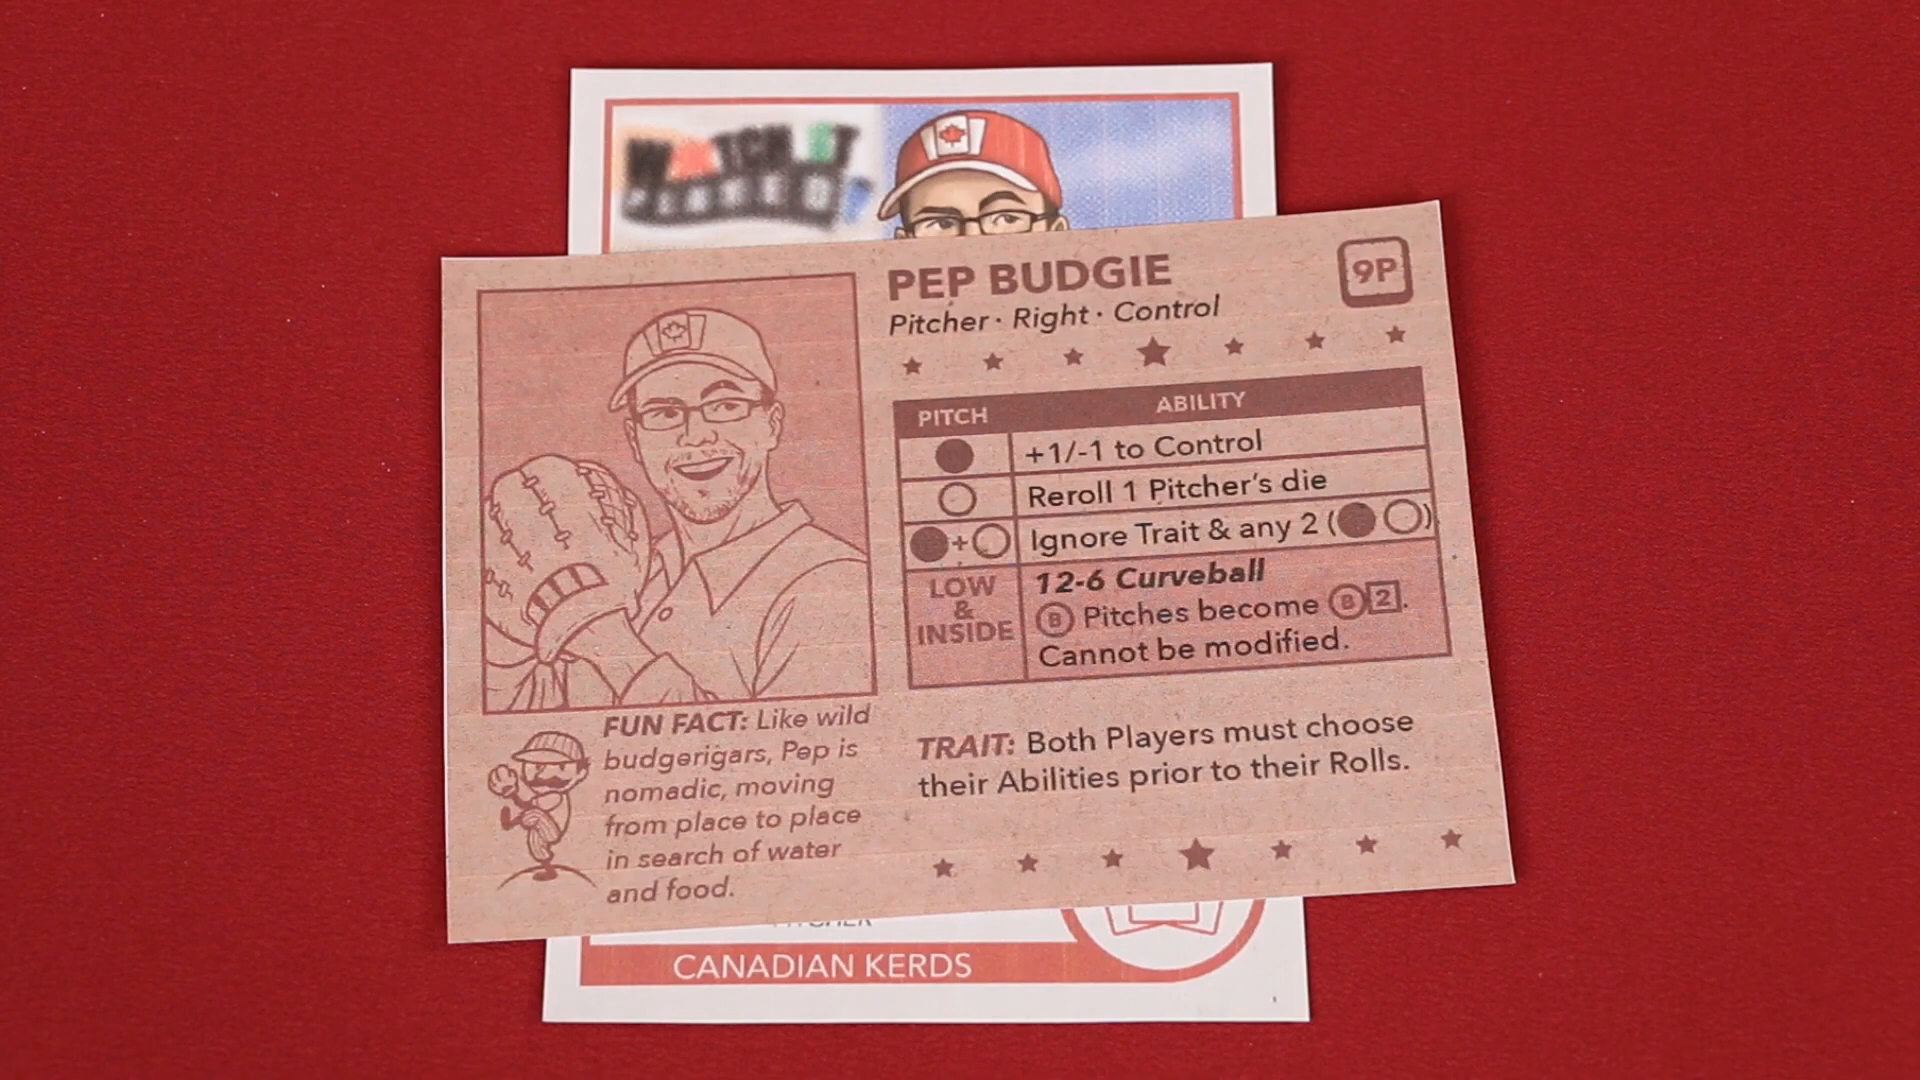 PEP BUDGIE
9P
Pitcher · Right · Control
PITCH ABILITY
+1/-1 to Control
Reroll 1 Pitcher's die
+ Ignore Trait & any 2 ( )
LOW & INSIDE
12-6 Curveball
B Pitches become B 2.
Cannot be modified.
FUN FACT: Like wild
budgerigars, Pep is
nomadic, moving
from place to place
in search of water
and food.
TRAIT: Both Players must choose
their Abilities prior to their Rolls.
CANADIAN KERDS